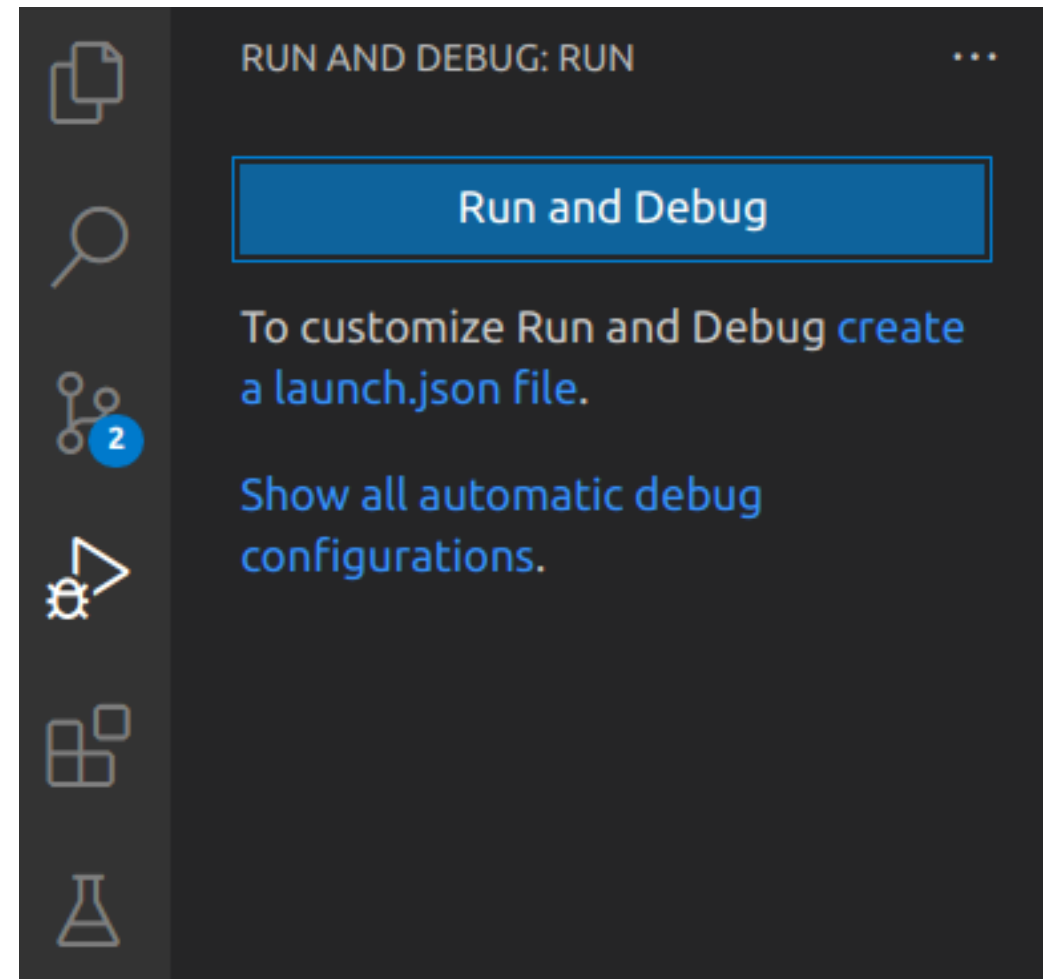 RUN AND DEBUG: RUN
Run and Debug
To customize Run and Debug create
a launch.json file.
2
Show all automatic debug
configurations.